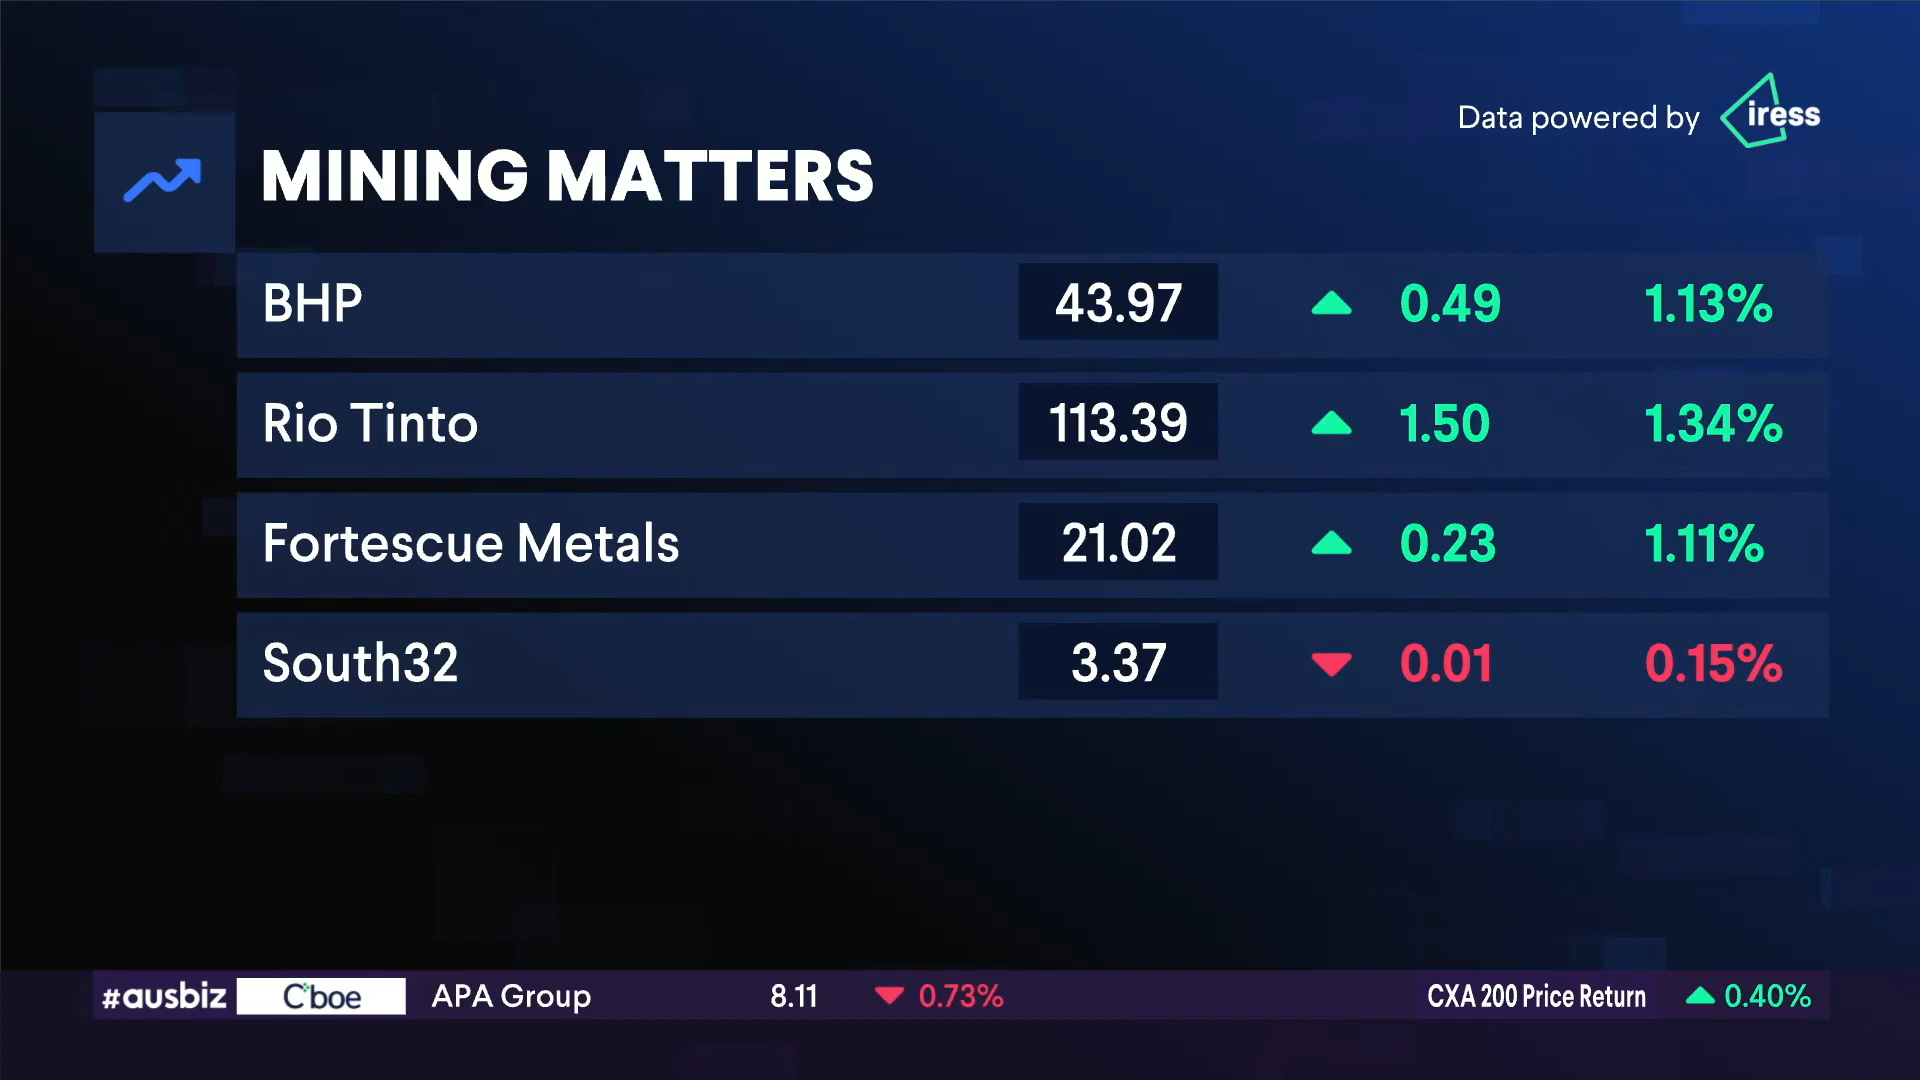 Data powered by iress
MINING MATTERS
BHP 43.97 ▲ 0.49 1.13%
Rio Tinto 113.39 ▲ 1.50 1.34%
Fortescue Metals 21.02 ▲ 0.23 1.11%
South32 3.37 ▼ 0.01 0.15%
#ausbiz Cboe APA Group 8.11 ▼ 0.73% CXA 200 Price Return ▲ 0.40%